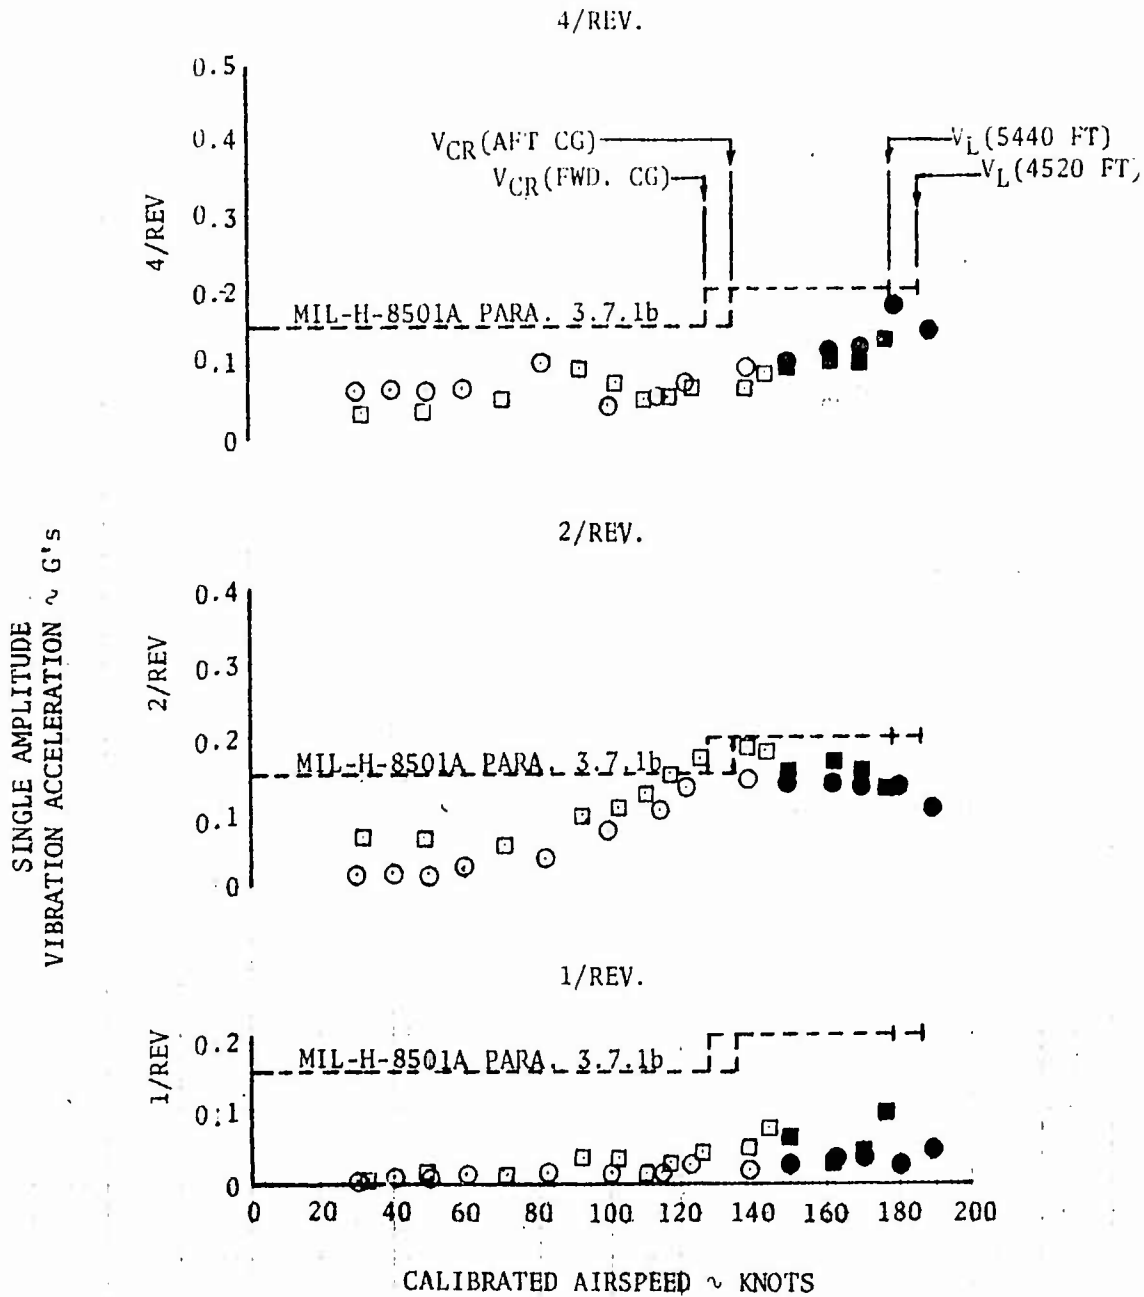 4/REV.
0.5
0.4
0.3
0.2
0.1
0
4/REV
V_CR(AFT CG)
V_CR(FWD. CG)
V_L(5440 FT)
V_L(4520 FT)
MIL-H-8501A PARA. 3.7.1b
SINGLE AMPLITUDE
VIBRATION ACCELERATION ~ G's
2/REV.
0.4
0.3
0.2
0.1
0
2/REV
MIL-H-8501A PARA. 3.7.1b
1/REV.
0.2
0.1
0
1/REV
MIL-H-8501A PARA. 3.7.1b
0 20 40 60 80 100 120 140 160 180 200
CALIBRATED AIRSPEED ~ KNOTS